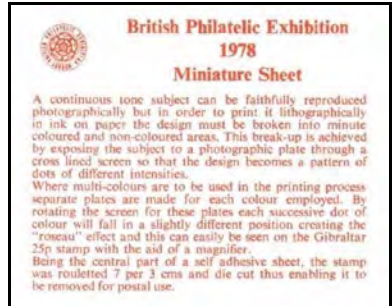 British Philatelic Exhibition
1978
Miniature Sheet
A continuous tone subject can be faithfully reproduced
photographically but in order to print it lithographically
in ink on paper the design must be broken into minute
coloured and non-coloured areas. This break-up is achieved
by exposing the subject to a photographic plate through a
cross lined screen so that the design becomes a pattern of
dots of different intensities.
Where multi-colours are to be used in the printing process
separate plates are made for each colour employed. By
rotating the screen for these plates each successive dot of
colour will fall in a slightly different position creating the
"roseau" effect and this can easily be seen on the Gibraltar
25p stamp with the aid of a magnifier.
Being the central part of a self adhesive sheet, the stamp
was rouletted 7 per 3 cms and die cut thus enabling it to
be removed for postal use.